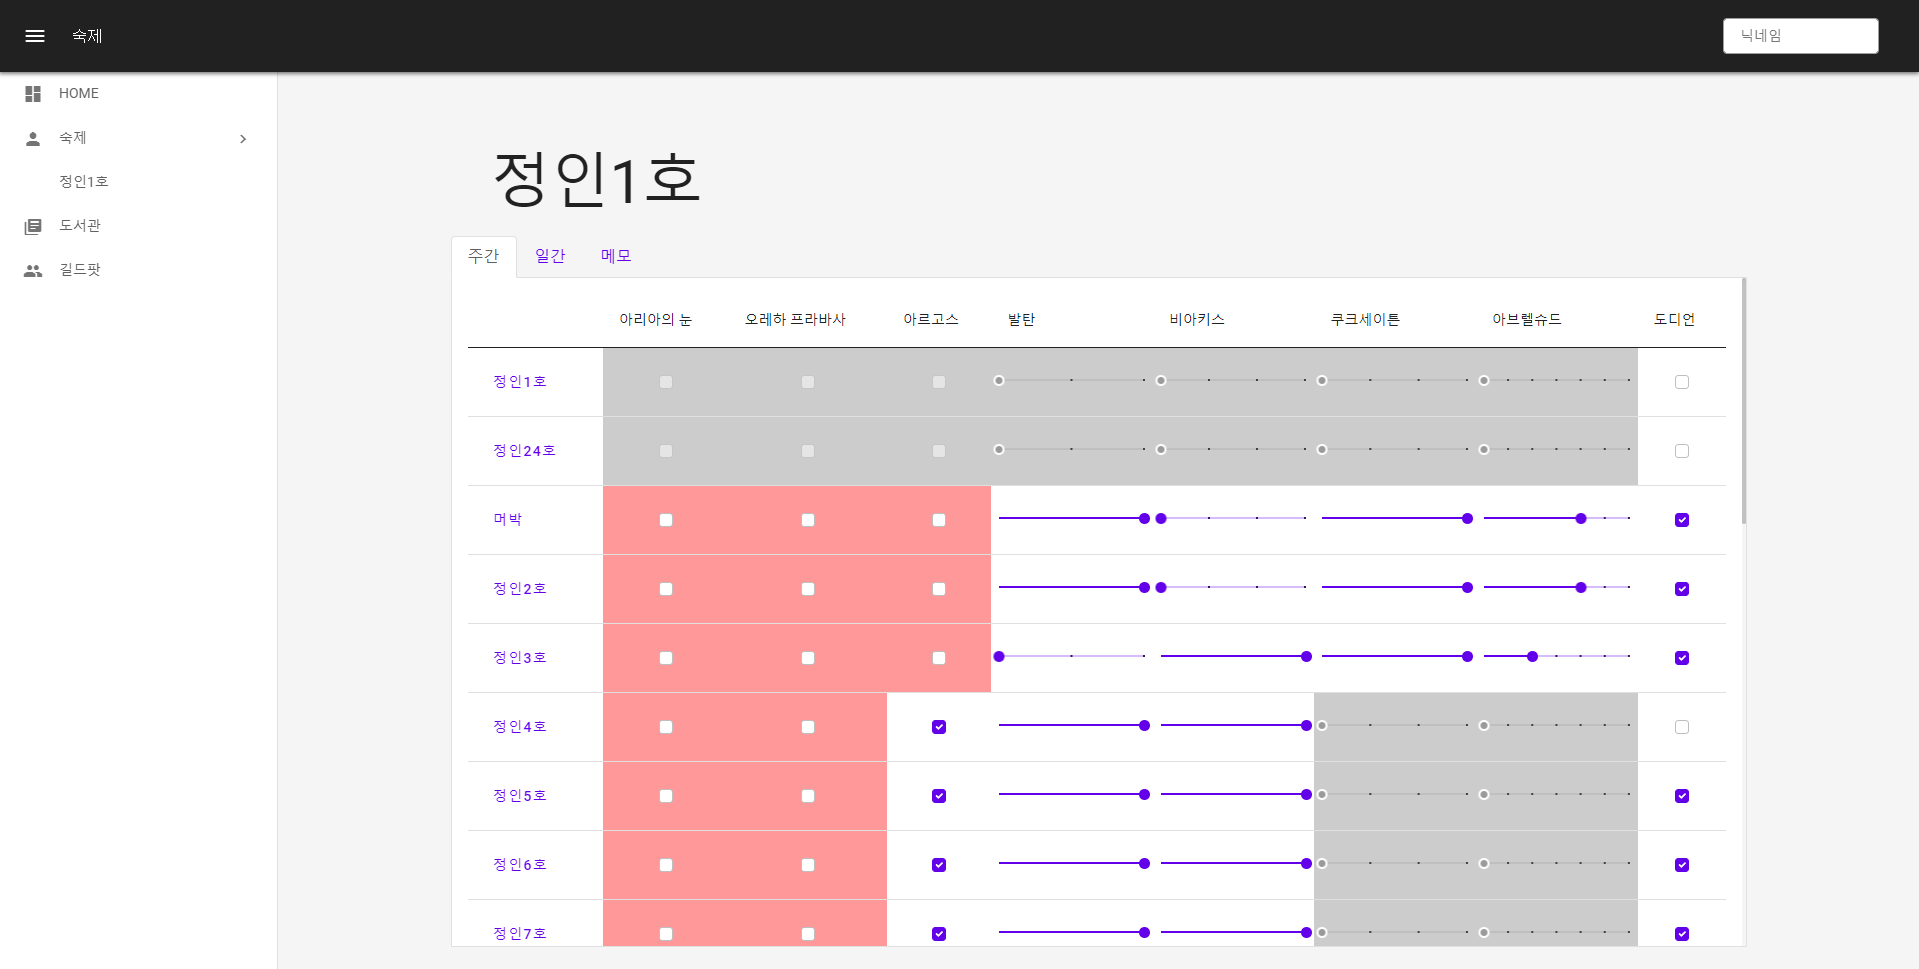 숙제
닉네임
HOME
숙제
정인1호
도서관
길드팟
정인1호
주간 일간 메모
아리아의 눈 오레하 프라바사 아르고스 발탄 비아키스 쿠크세이튼 아브렐슈드 도디언
정인1호
정인24호
머박
정인2호
정인3호
정인4호
정인5호
정인6호
정인7호